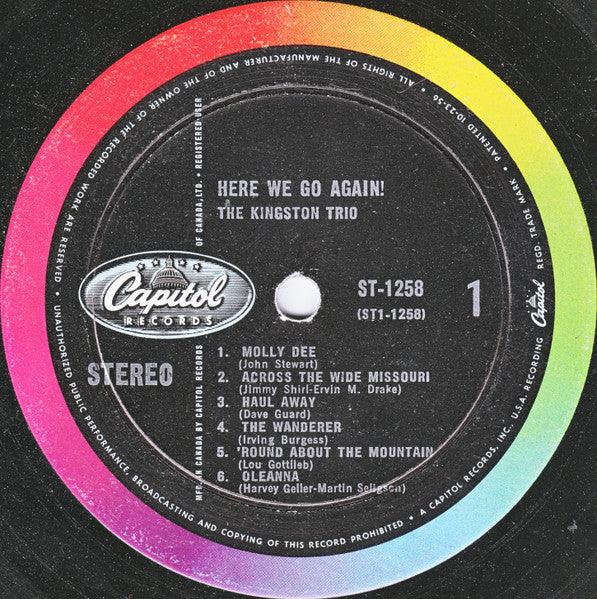 HERE WE GO AGAIN!
THE KINGSTON TRIO
Capitol
RECORDS
STEREO
ST-1258
(ST1-1258)
1
1. MOLLY DEE
(John Stewart)
2. ACROSS THE WIDE MISSOURI
(Jimmy Shirl-Ervin M. Drake)
3. HAUL AWAY
(Dave Guard)
4. THE WANDERER
(Irving Burgess)
5. 'ROUND ABOUT THE MOUNTAIN
(Lou Gottlieb)
6. OLEANNA
(Harvey Geller-Martin Seligson)
MFD. IN CANADA BY CAPITOL RECORDS OF CANADA, LTD. • REGISTERED USER
ALL RIGHTS OF THE MANUFACTURER AND OF THE OWNER OF THE RECORDED WORK ARE RESERVED • UNAUTHORIZED PUBLIC PERFORMANCE, BROADCASTING AND COPYING OF THIS RECORD PROHIBITED • A CAPITOL RECORDS, INC. U.S.A. RECORDING
Capitol
REGD. TRADE MARK • PATENTED 10-23-56 •